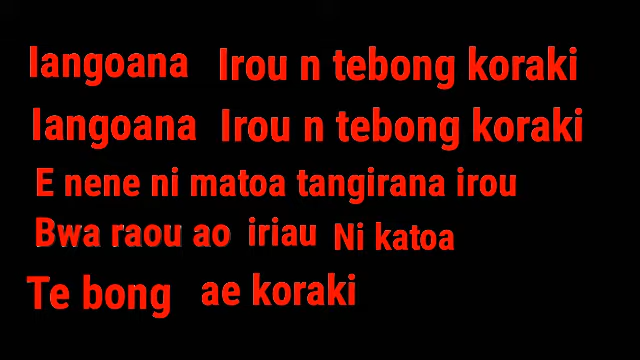 Iangoana Irou n tebong koraki
Iangoana Irou n tebong koraki
E nene ni matoa tangirana irou
Bwa raou ao iriau Ni katoa
Te bong ae koraki